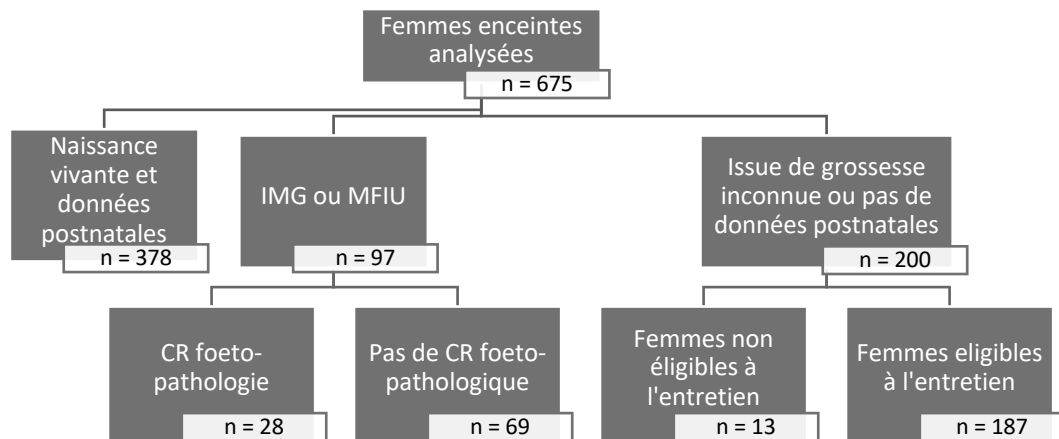 Femmes enceintes
analysées
n = 675
Naissance
vivante et
données
postnatales
n = 378
IMG ou MFIU
n = 97
Issue de grossesse
inconnue ou pas de
données postnatales
n = 200
CR foeto-
pathologie
n = 28
Pas de CR foeto-
pathologique
n = 69
Femmes non
éligibles à
l'entretien
n = 13
Femmes eligibles
à l'entretien
n = 187